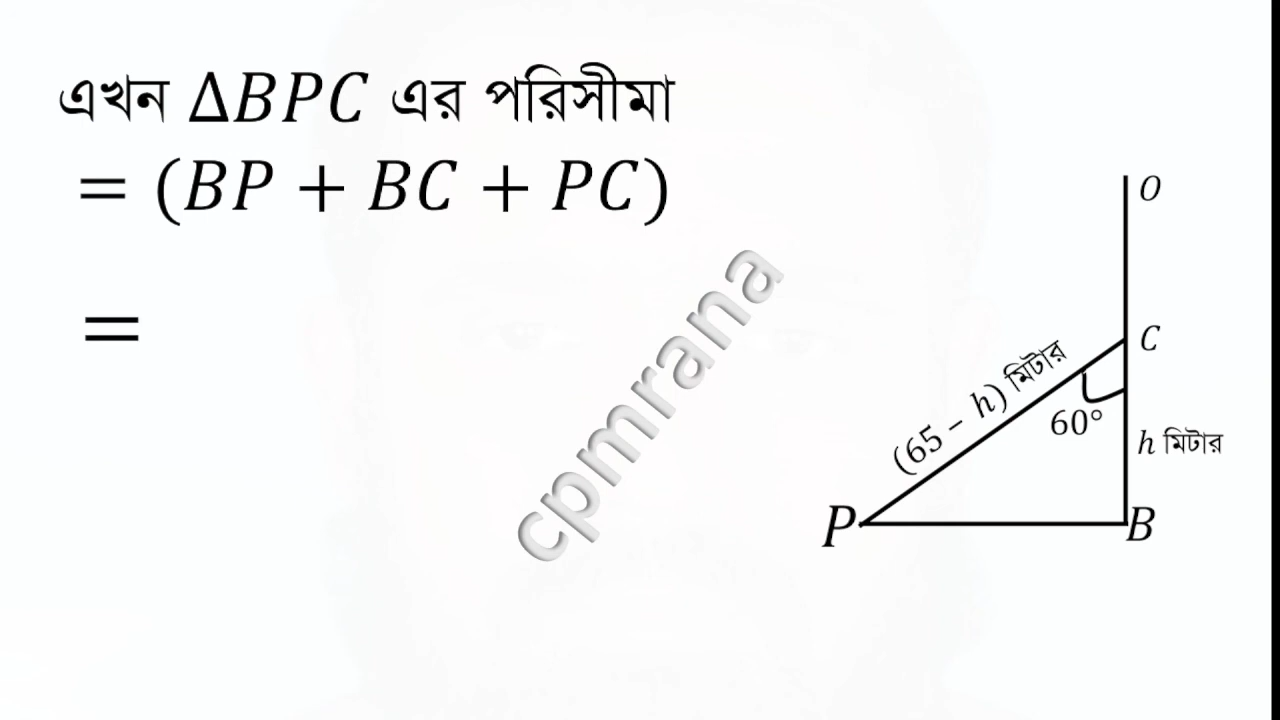 এখন ΔBPC এর পরিসীমা
= (BP + BC + PC)
=
cpmrana
O
C
(65 – h) মিটার
60°
h মিটার
P
B